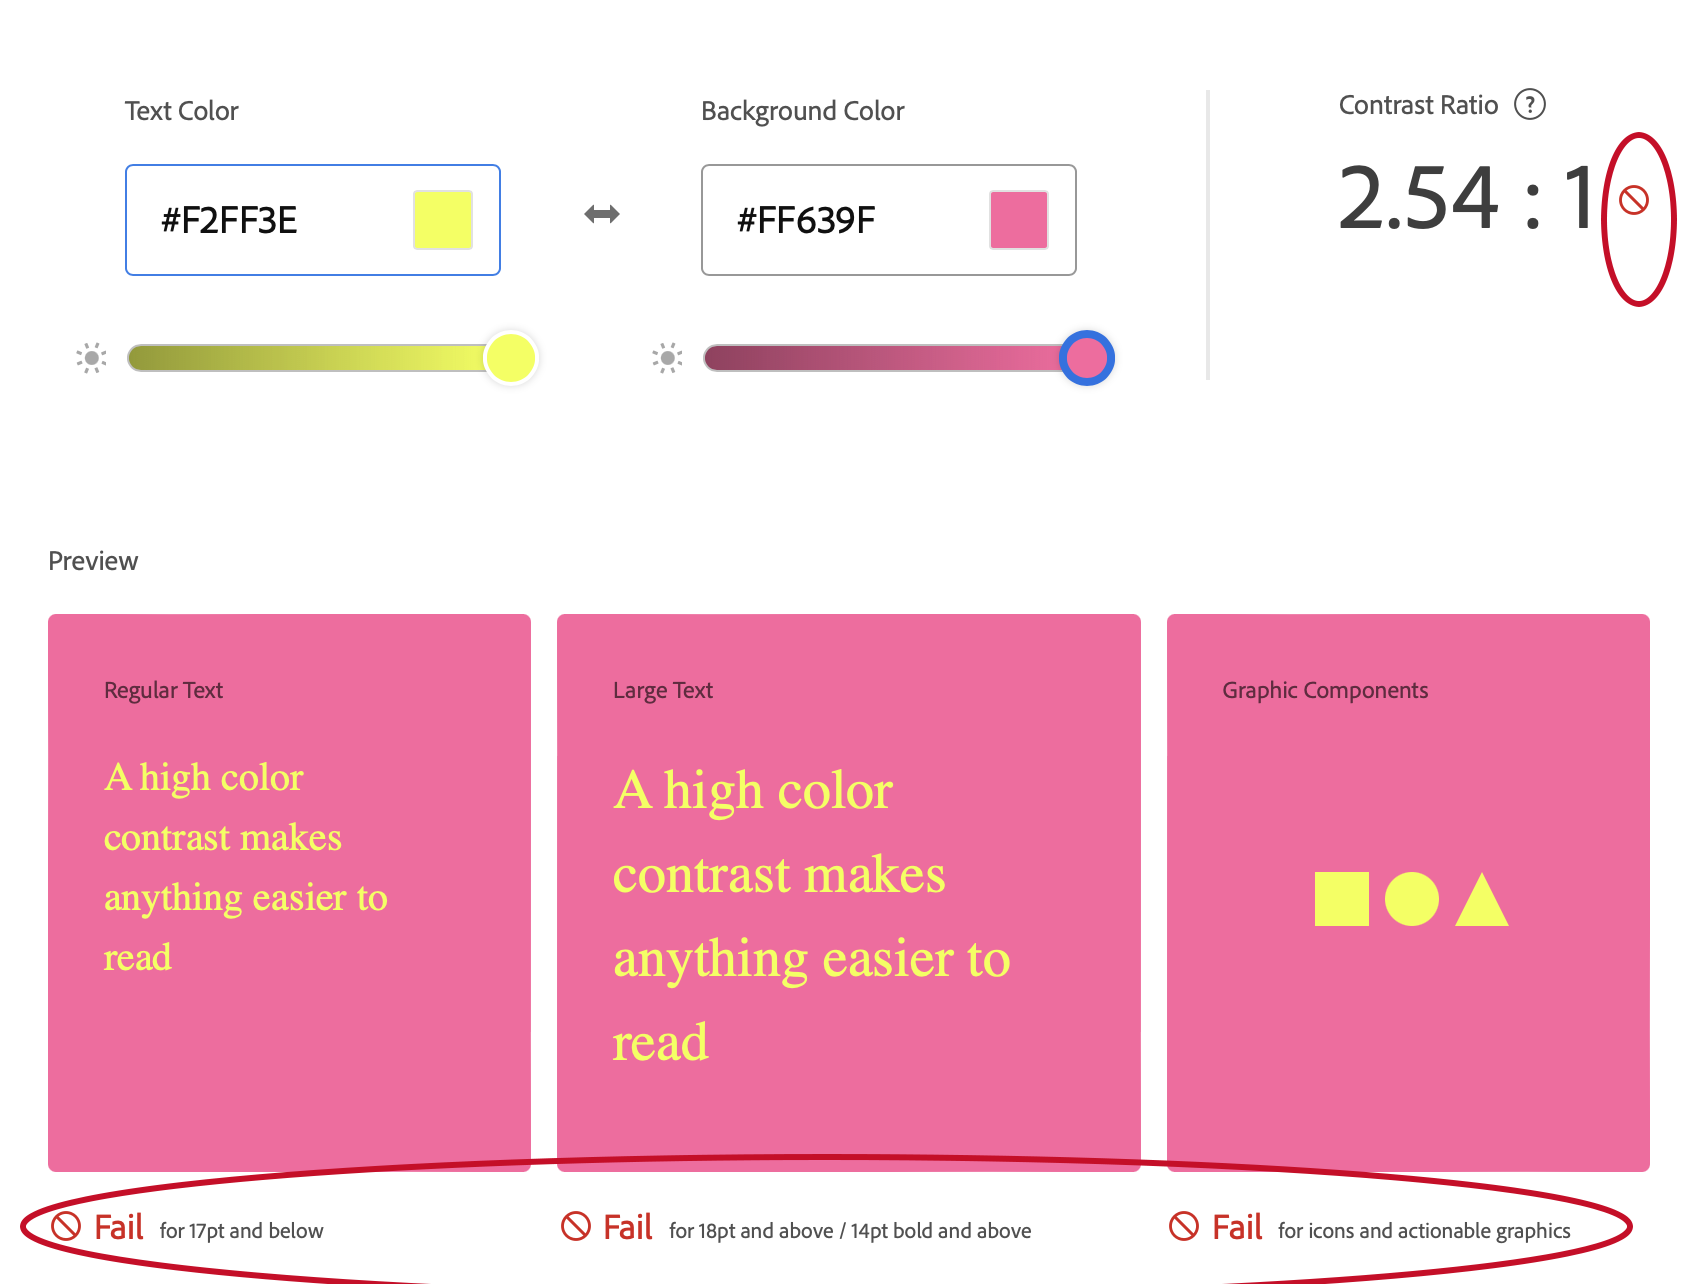 Text Color
#F2FF3E
Background Color
#FF639F
Contrast Ratio ?
2.54 : 1
Preview
Regular Text
A high color
contrast makes
anything easier to
read
Large Text
A high color
contrast makes
anything easier to
read
Graphic Components
Fail for 17pt and below
Fail for 18pt and above / 14pt bold and above
Fail for icons and actionable graphics